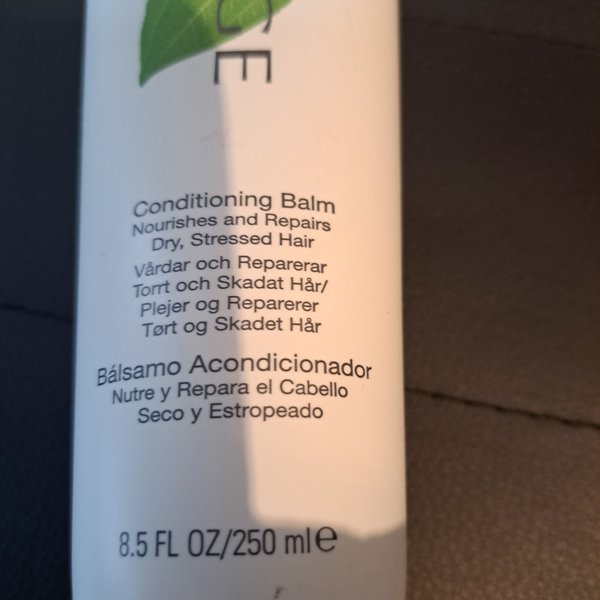 GE
Conditioning Balm
Nourishes and Repairs
Dry, Stressed Hair
Vårdar och Reparerar
Torrt och Skadat Hår/
Plejer og Reparerer
Tørt og Skadet Hår
Bálsamo Acondicionador
Nutre y Repara el Cabello
Seco y Estropeado
8.5 FL OZ/250 ml e